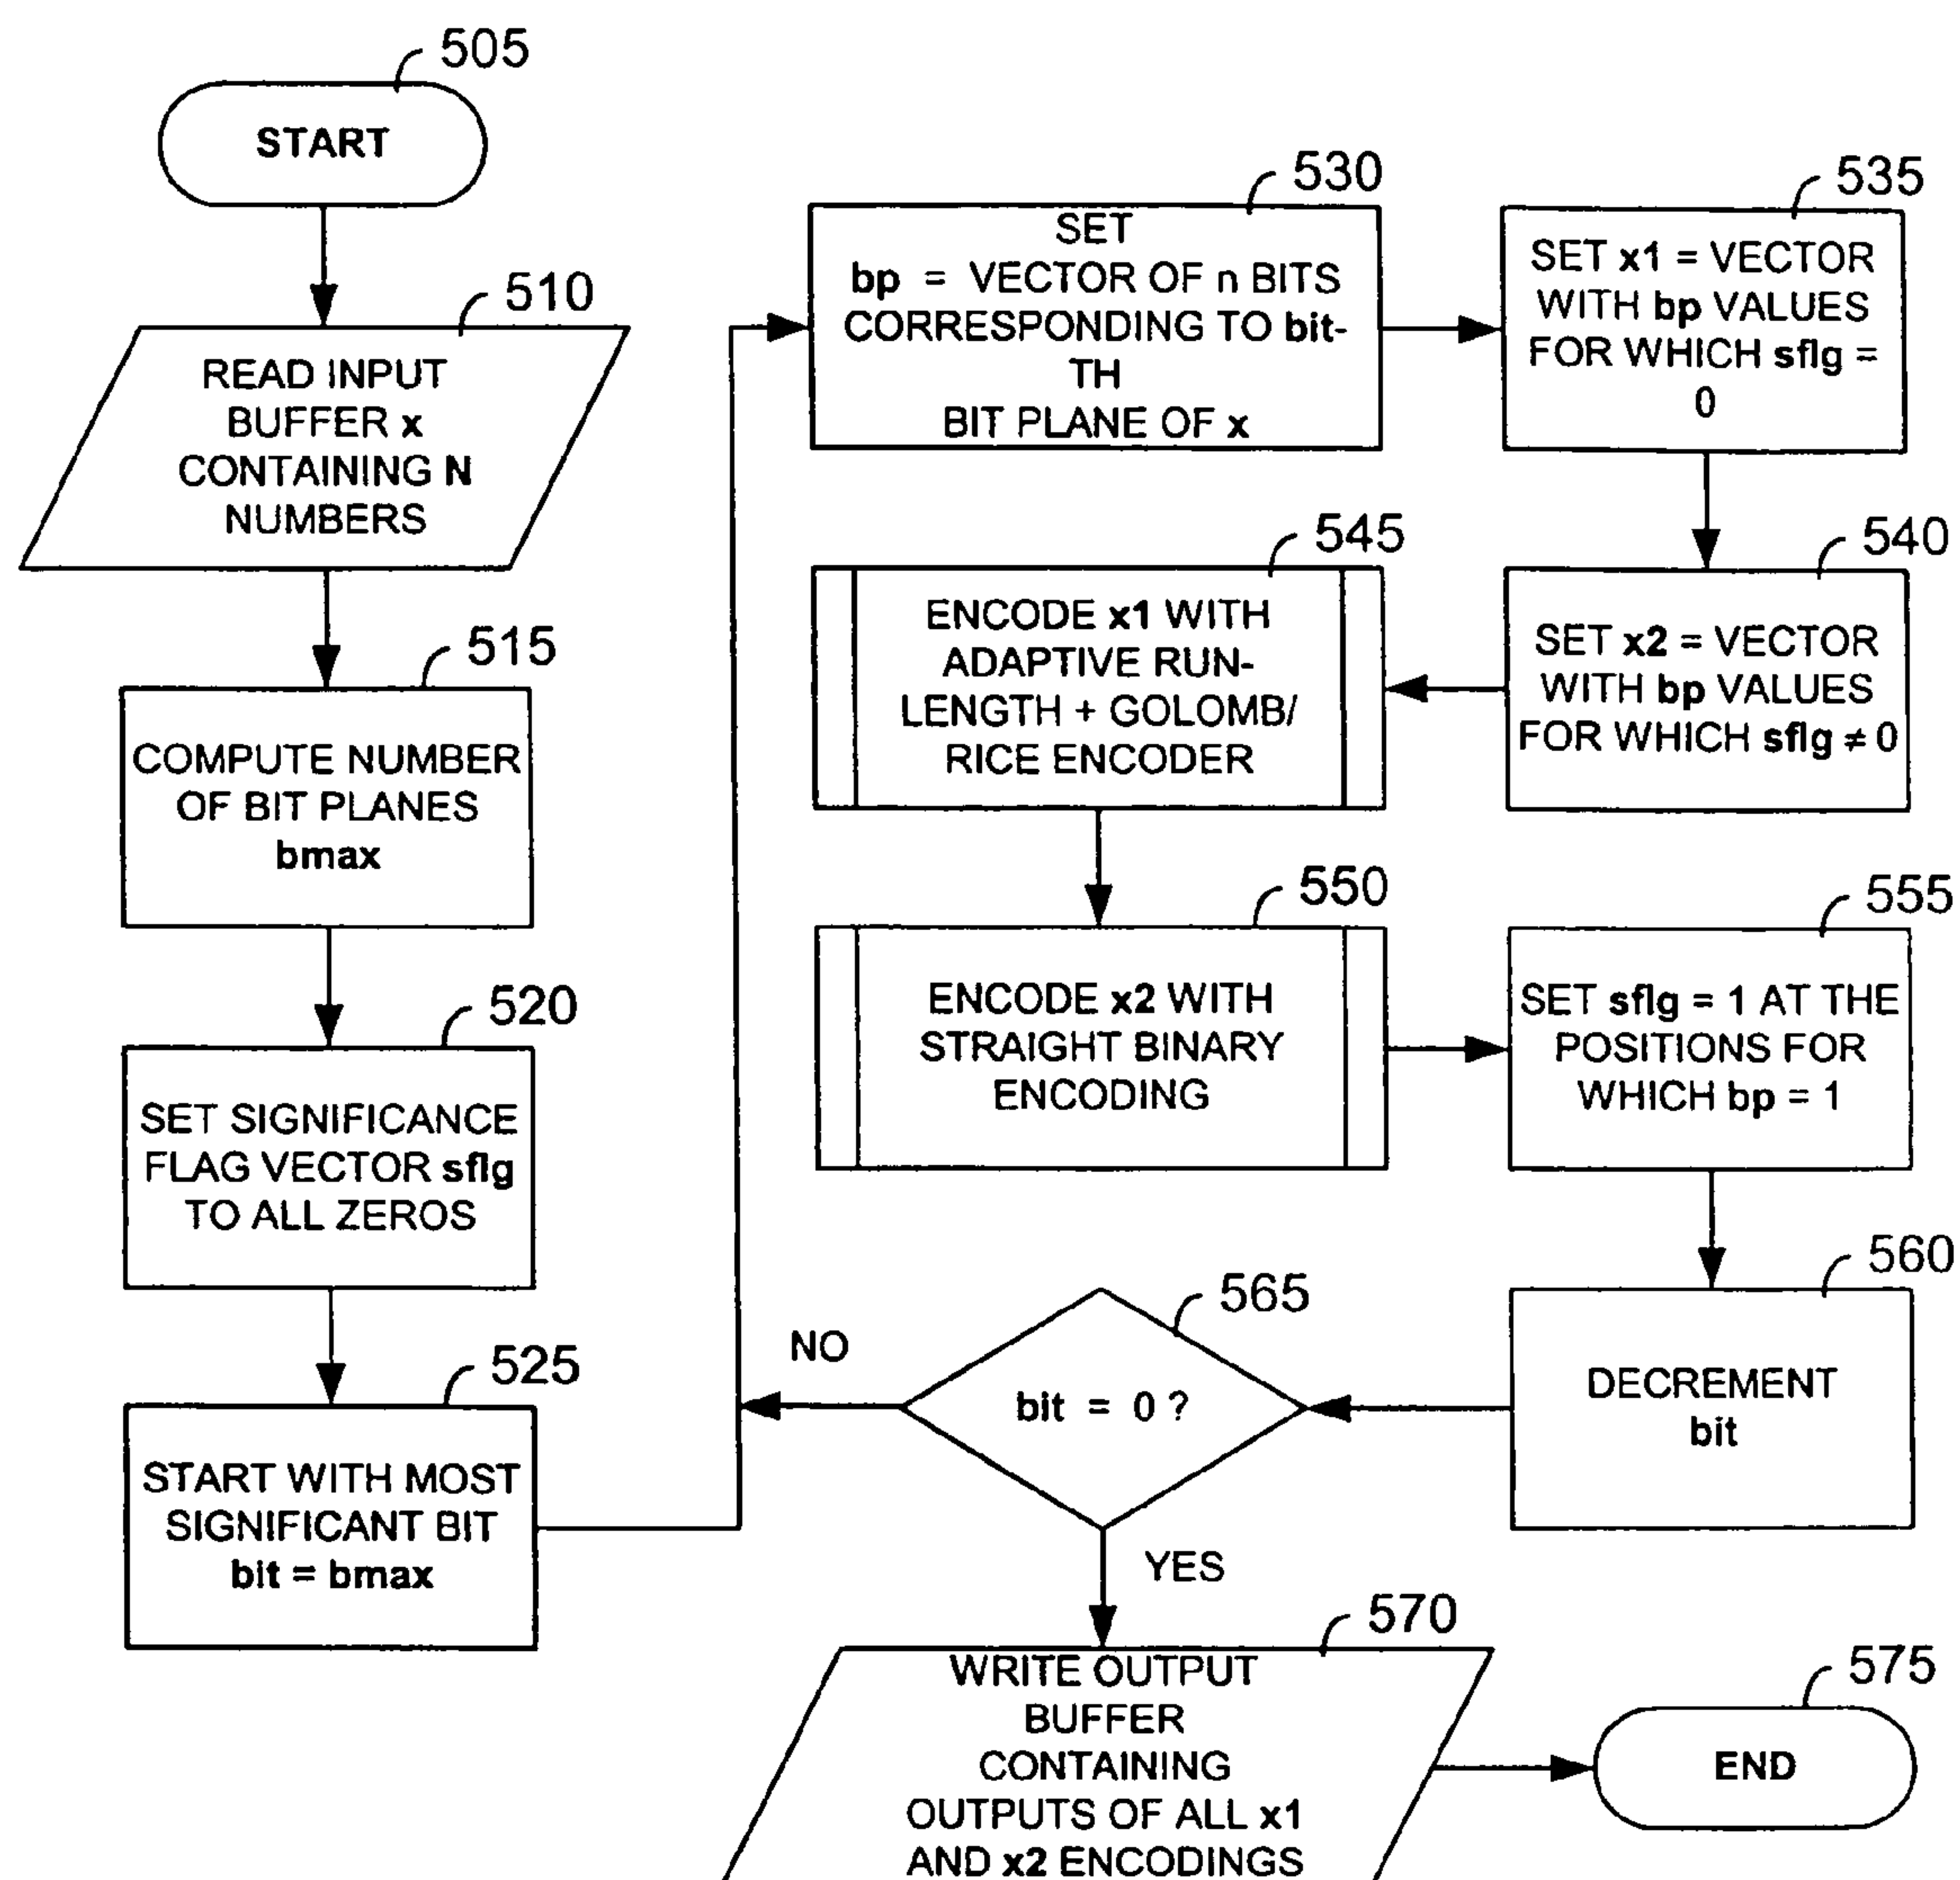 505
START
510
READ INPUT
BUFFER x
CONTAINING N
NUMBERS
515
COMPUTE NUMBER
OF BIT PLANES
bmax
520
SET SIGNIFICANCE
FLAG VECTOR sflg
TO ALL ZEROS
525
START WITH MOST
SIGNIFICANT BIT
bit = bmax
530
SET
bp = VECTOR OF n BITS
CORRESPONDING TO bit-
TH
BIT PLANE OF x
535
SET x1 = VECTOR
WITH bp VALUES
FOR WHICH sflg =
0
540
SET x2 = VECTOR
WITH bp VALUES
FOR WHICH sflg ≠ 0
545
ENCODE x1 WITH
ADAPTIVE RUN-
LENGTH + GOLOMB/
RICE ENCODER
550
ENCODE x2 WITH
STRAIGHT BINARY
ENCODING
555
SET sflg = 1 AT THE
POSITIONS FOR
WHICH bp = 1
560
DECREMENT
bit
565
bit = 0 ?
NO
YES
570
WRITE OUTPUT
BUFFER
CONTAINING
OUTPUTS OF ALL x1
AND x2 ENCODINGS
575
END